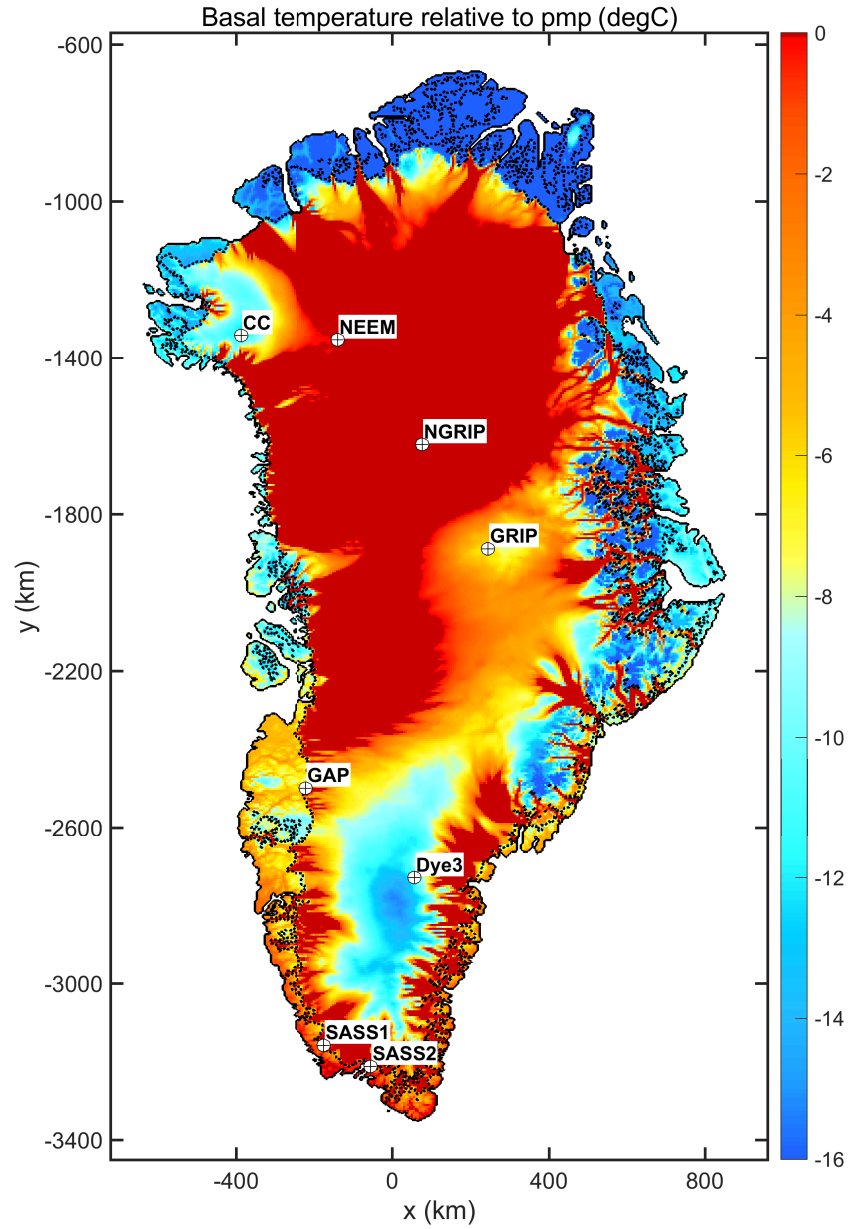 Basal temperature relative to pmp (degC)
-600
-1000
-1400
-1800
-2200
-2600
-3000
-3400
y (km)
CC
NEEM
NGRIP
GRIP
GAP
Dye3
SASS1
SASS2
-400
0
400
800
x (km)
0
-2
-4
-6
-8
-10
-12
-14
-16